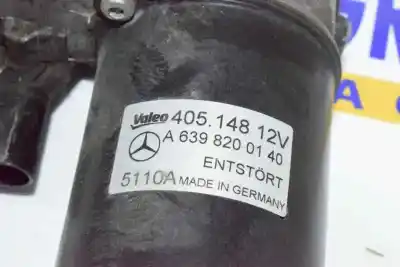 Valeo 405.148 12V
A 639 820 01 40
ENTSTÖRT
5110A MADE IN GERMANY